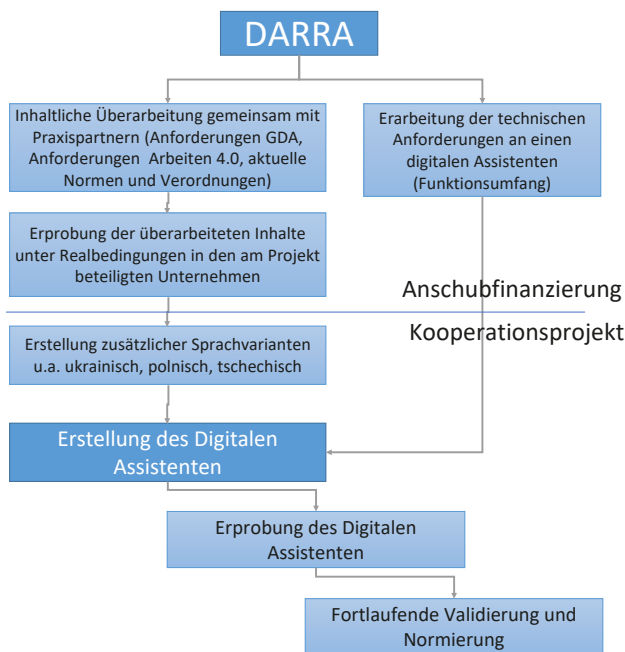 DARRA
Inhaltliche Überarbeitung gemeinsam mit
Praxispartnern (Anforderungen GDA,
Anforderungen Arbeiten 4.0, aktuelle
Normen und Verordnungen)
Erarbeitung der technischen
Anforderungen an einen
digitalen Assistenten
(Funktionsumfang)
Erprobung der überarbeiteten Inhalte
unter Realbedingungen in den am Projekt
beteiligten Unternehmen
Anschubfinanzierung
Kooperationsprojekt
Erstellung zusätzlicher Sprachvarianten
u.a. ukrainisch, polnisch, tschechisch
Erstellung des Digitalen
Assistenten
Erprobung des Digitalen
Assistenten
Fortlaufende Validierung und
Normierung